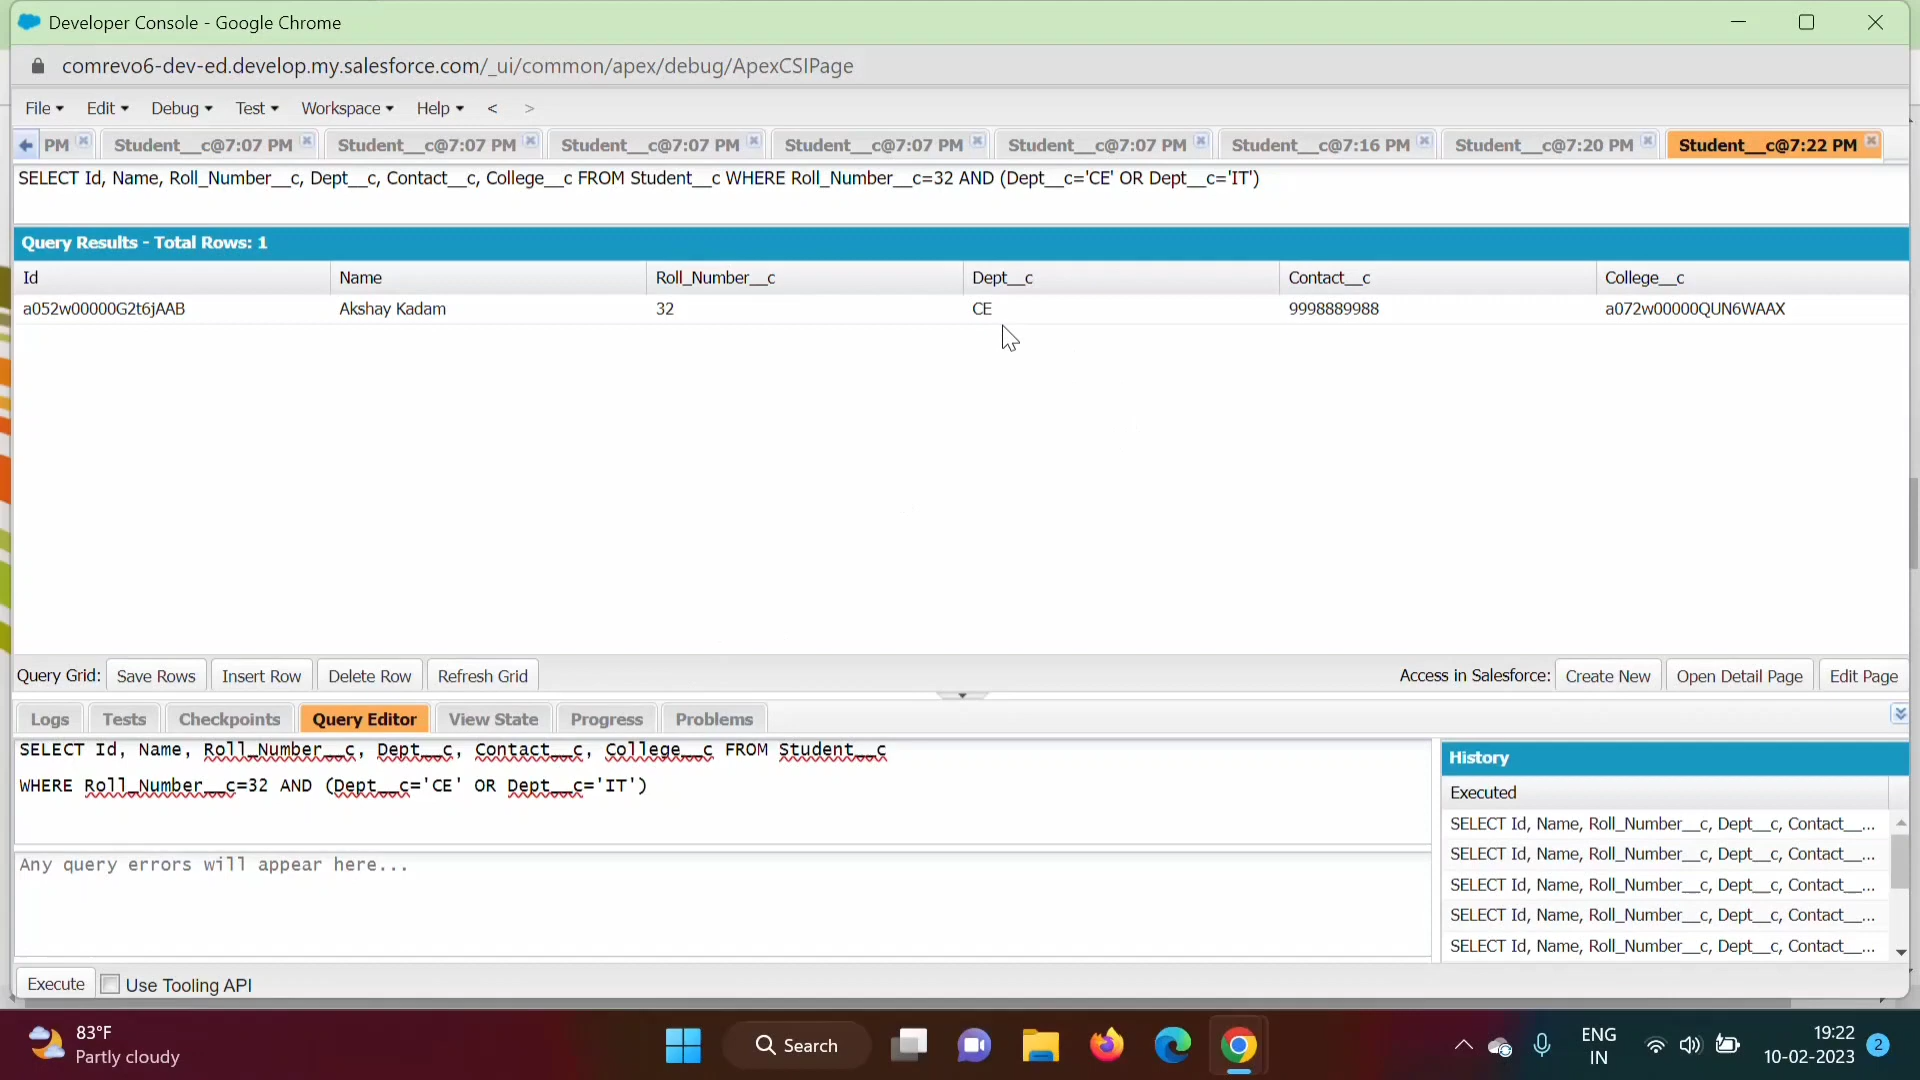 Developer Console - Google Chrome
comrevo6-dev-ed.develop.my.salesforce.com/_ui/common/apex/debug/ApexCSIPage
File Edit Debug Test Workspace Help < >
PM Student__c@7:07 PM Student__c@7:07 PM Student__c@7:07 PM Student__c@7:07 PM Student__c@7:07 PM Student__c@7:16 PM Student__c@7:20 PM Student__c@7:22 PM
SELECT Id, Name, Roll_Number__c, Dept__c, Contact__c, College__c FROM Student__c WHERE Roll_Number__c=32 AND (Dept__c='CE' OR Dept__c='IT')
Query Results - Total Rows: 1
Id Name Roll_Number__c Dept__c Contact__c College__c
a052w00000G2t6jAAB Akshay Kadam 32 CE 9998889988 a072w00000QUN6WAAX
Query Grid: Save Rows Insert Row Delete Row Refresh Grid Access in Salesforce: Create New Open Detail Page Edit Page
Logs Tests Checkpoints Query Editor View State Progress Problems
SELECT Id, Name, Roll_Number__c, Dept__c, Contact__c, College__c FROM Student__c
WHERE Roll_Number__c=32 AND (Dept__c='CE' OR Dept__c='IT')
Any query errors will appear here...
History
Executed
SELECT Id, Name, Roll_Number__c, Dept__c, Contact__...
SELECT Id, Name, Roll_Number__c, Dept__c, Contact__...
SELECT Id, Name, Roll_Number__c, Dept__c, Contact__...
SELECT Id, Name, Roll_Number__c, Dept__c, Contact__...
SELECT Id, Name, Roll_Number__c, Dept__c, Contact__...
Execute Use Tooling API
83°F
Partly cloudy
Search
ENG
IN
19:22
10-02-2023
2